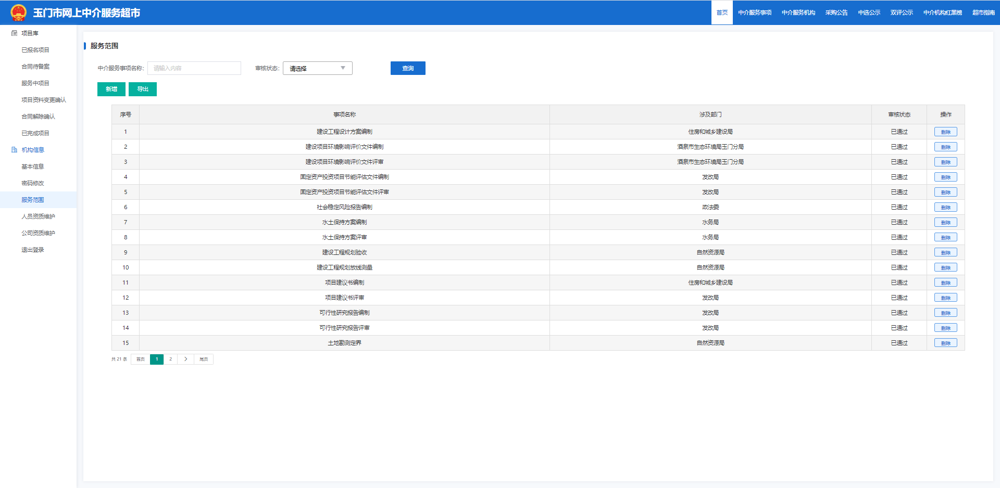 玉门市网上中介服务超市
首页 中介服务事项 中介服务机构 采购公告 中选公示 双评公示 中介机构红黑榜 超市指南
项目库
已报名项目
合同待备案
服务中项目
项目资料变更确认
合同解除确认
已完成项目
机构信息
基本信息
密码修改
服务范围
人员资质维护
公司资质维护
退出登录
服务范围
中介服务事项名称: 请输入内容 审核状态: 请选择 查询
新增 导出
序号 事项名称 涉及部门 审核状态 操作
1 建设工程设计方案编制 住房和城乡建设局 已通过 删除
2 建设项目环境影响评价文件编制 酒泉市生态环境局玉门分局 已通过 删除
3 建设项目环境影响评价文件评审 酒泉市生态环境局玉门分局 已通过 删除
4 固定资产投资项目节能评估文件编制 发改局 已通过 删除
5 固定资产投资项目节能评估文件评审 发改局 已通过 删除
6 社会稳定风险报告编制 政法委 已通过 删除
7 水土保持方案编制 水务局 已通过 删除
8 水土保持方案评审 水务局 已通过 删除
9 建设工程规划验收 自然资源局 已通过 删除
10 建设工程规划放线测量 自然资源局 已通过 删除
11 项目建议书编制 住房和城乡建设局 已通过 删除
12 项目建议书评审 发改局 已通过 删除
13 可行性研究报告编制 发改局 已通过 删除
14 可行性研究报告评审 发改局 已通过 删除
15 土地勘测定界 自然资源局 已通过 删除
共 21 条 首页 1 2 > 尾页